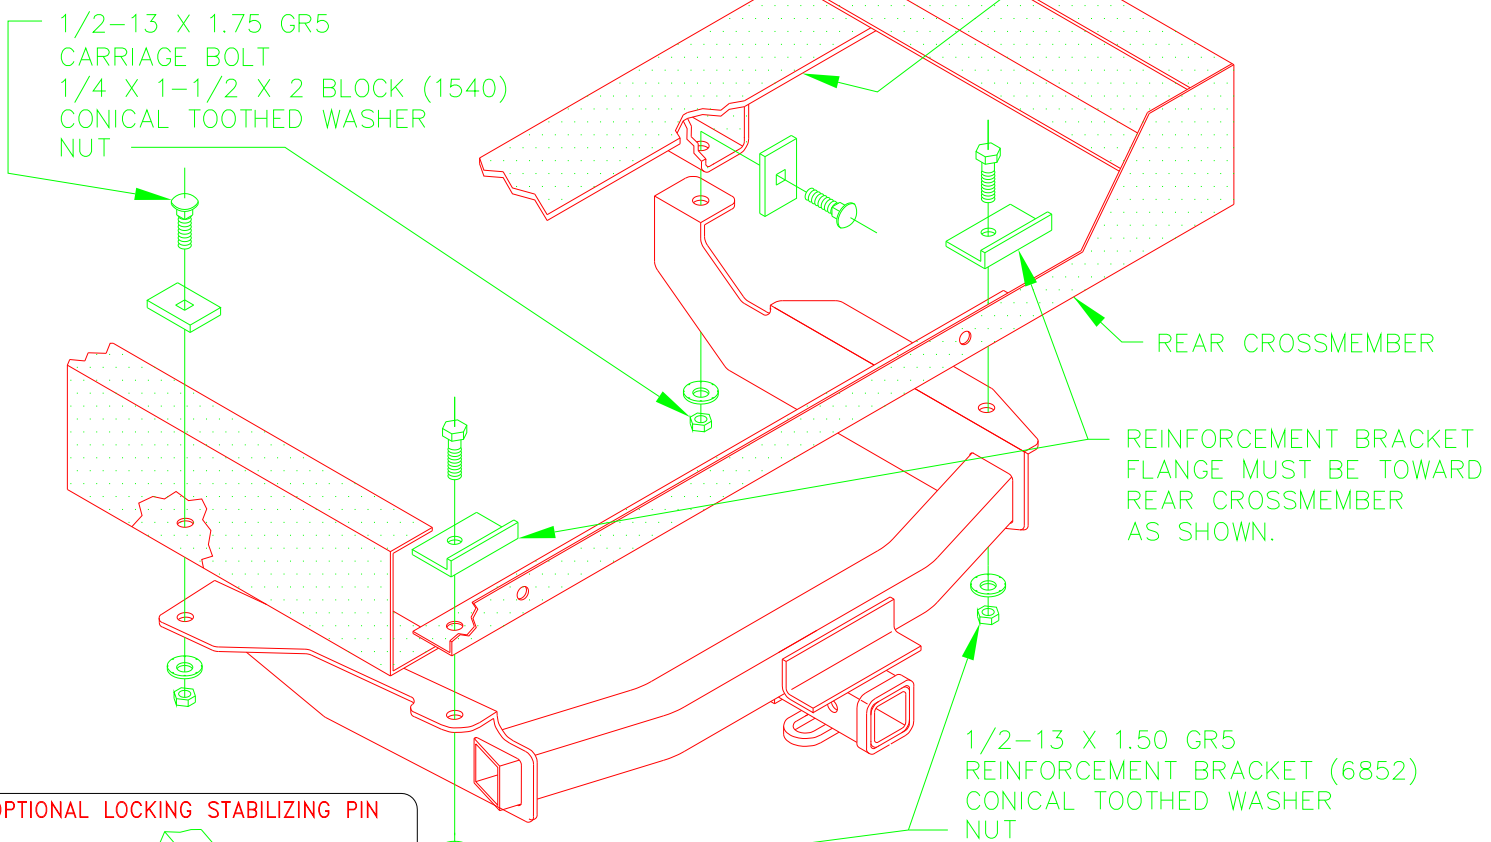 1/2-13 X 1.75 GR5
CARRIAGE BOLT
1/4 X 1-1/2 X 2 BLOCK (1540)
CONICAL TOOTHED WASHER
NUT
REAR CROSSMEMBER
REINFORCEMENT BRACKET
FLANGE MUST BE TOWARD
REAR CROSSMEMBER
AS SHOWN.
1/2-13 X 1.50 GR5
REINFORCEMENT BRACKET (6852)
CONICAL TOOTHED WASHER
NUT
OPTIONAL LOCKING STABILIZING PIN